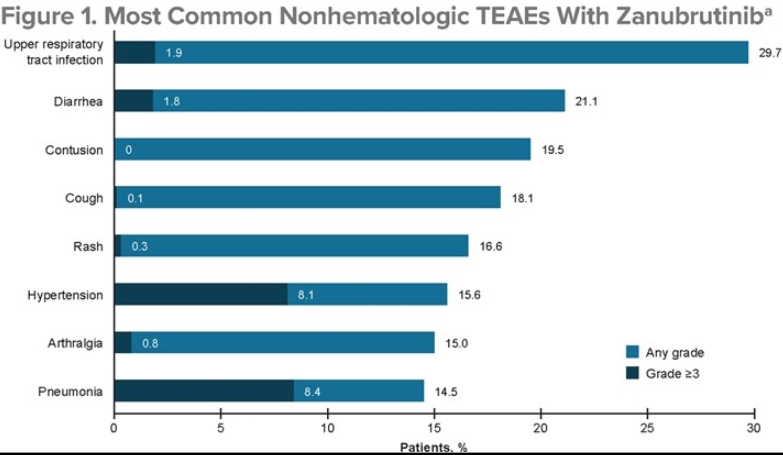 Figure 1. Most Common Nonhematologic TEAEs With Zanubrutinibᵃ
Upper respiratory
tract infection
1.9
29.7
Diarrhea
1.8
21.1
Contusion
0
19.5
Cough
0.1
18.1
Rash
0.3
16.6
Hypertension
8.1
15.6
Arthralgia
0.8
15.0
Any grade
Grade ≥3
Pneumonia
8.4
14.5
0 5 10 15 20 25 30
Patients, %